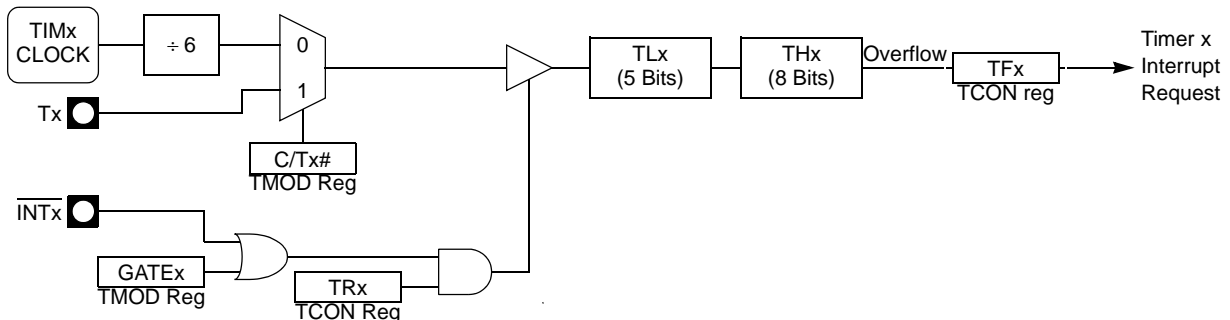 TIMx
CLOCK
÷ 6
0
1
Tx
C/Tx#
TMOD Reg
INTx
GATEx
TMOD Reg
TRx
TCON Reg
TLx
(5 Bits)
THx
(8 Bits)
Overflow
TFx
TCON reg
Timer x
Interrupt
Request